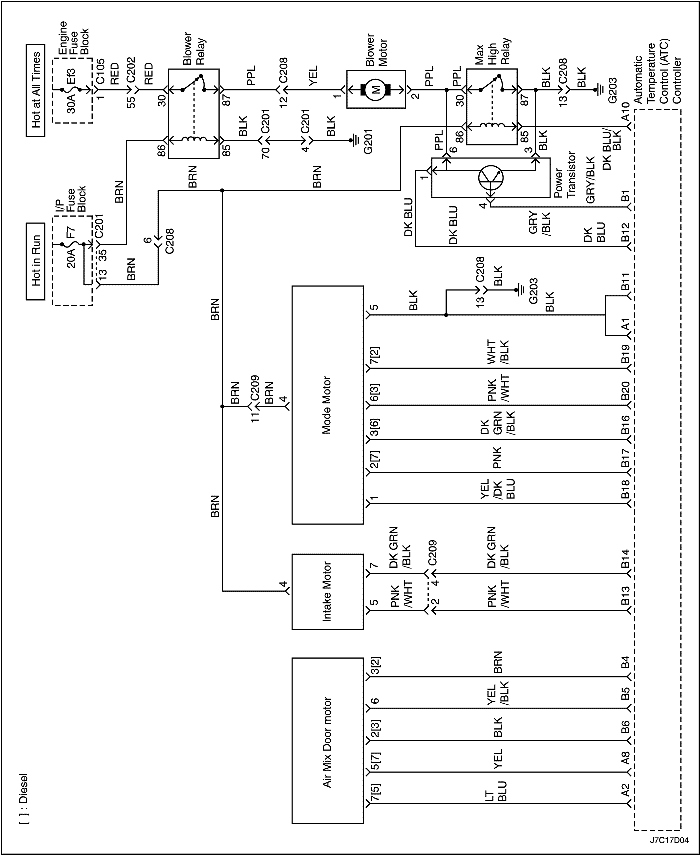 Hot at All Times
Engine
Fuse
Block
Ef3
30A
1
C105
RED
55
C202
RED
Blower
Relay
30
87
86
85
PPL
12
C208
YEL
Blower
Motor
1
M
2
PPL
PPL
Max
High
Relay
30
87
86
85
BLK
13
C208
BLK
G203
BLK
70
C201
BLK
4
C201
BLK
G201
Hot in Run
I/P
Fuse
Block
F7
20A
35
C201
13
BRN
BRN
6
C208
BRN
BRN
BRN
PPL
6
BLK
3
1
4
Power
Transistor
DK BLU
DK BLU
GRY
/BLK
GRY/BLK
DK
BLU
DK BLU/
BLK
A10
B1
B12
Automatic
Temperature
Control (ATC)
Controller
BRN
BRN
11
C209
BRN
4
Mode Motor
5
BLK
13
C208
BLK
G203
BLK
B11
A1
7[2]
WHT
/BLK
B19
6[3]
PNK
/WHT
B20
3[6]
DK
GRN
/BLK
B16
2[7]
PNK
B17
1
YEL
/DK
BLU
B18
BRN
4
Intake Motor
7
DK GRN
/BLK
4
C209
DK GRN
/BLK
B14
5
PNK
/WHT
2
PNK
/WHT
B13
Air Mix Door motor
3[2]
BRN
B4
6
YEL
/BLK
B5
2[3]
BLK
B6
5[7]
YEL
A8
7[5]
LT
BLU
A2
[ ] : Diesel
J7C17D04